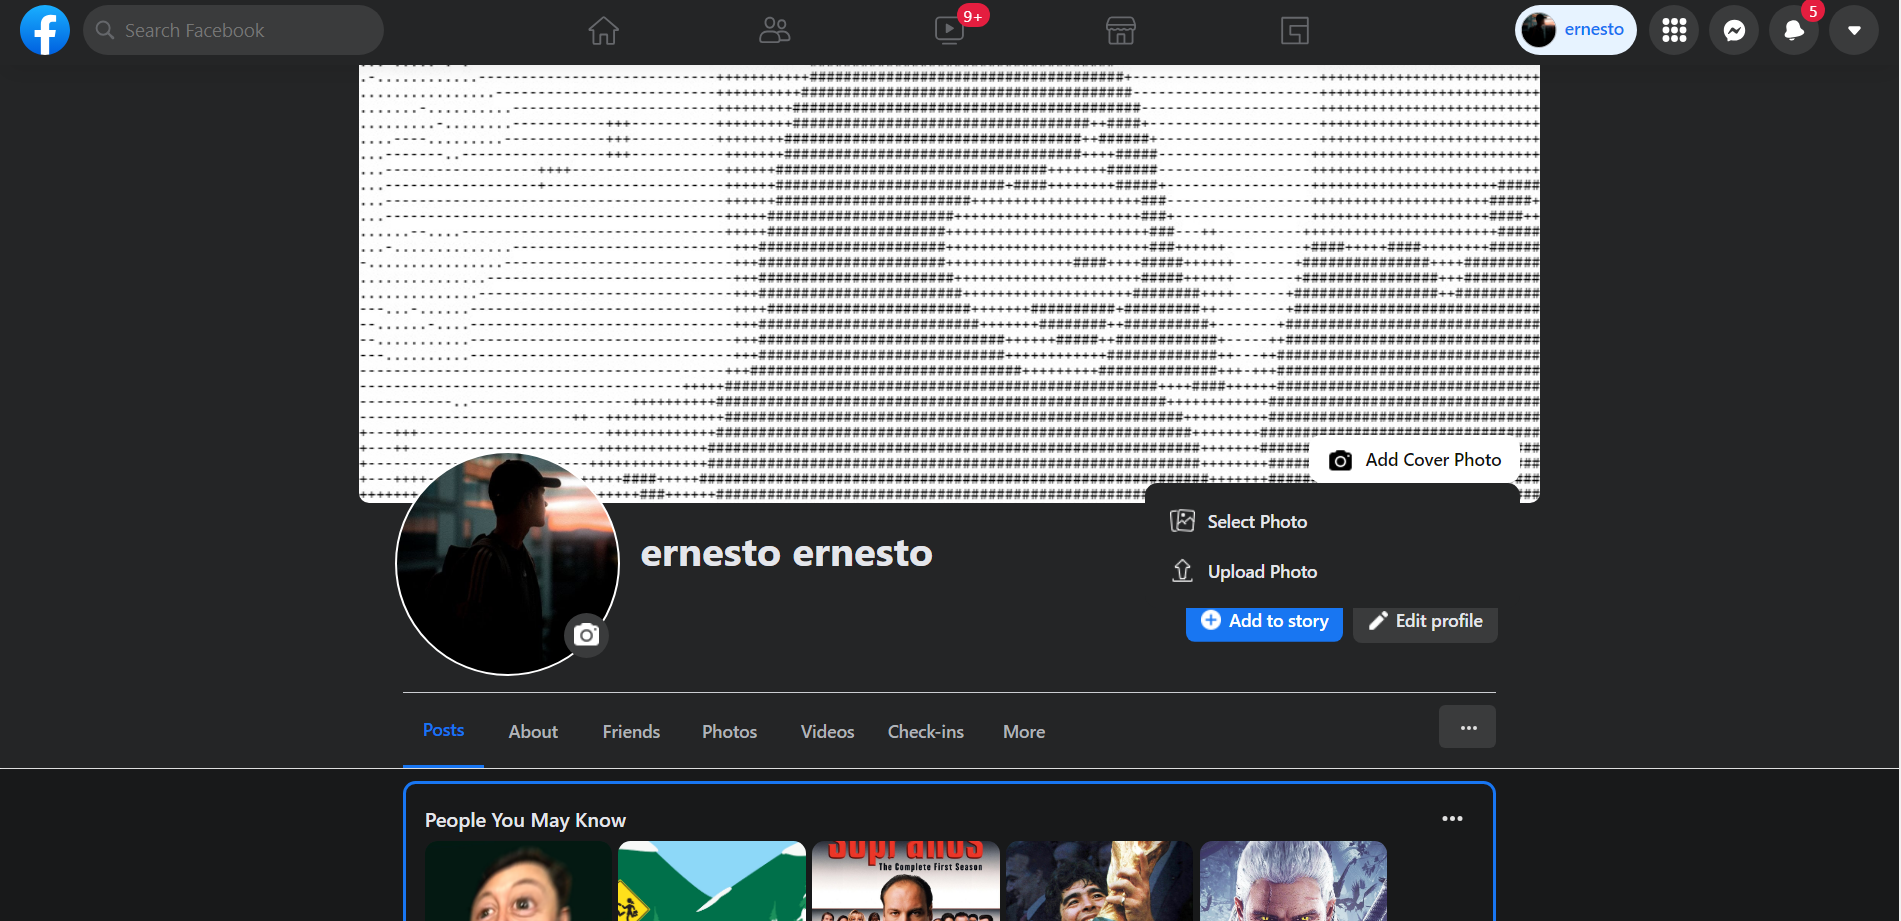 Search Facebook
9+
ernesto
5
Add Cover Photo
Select Photo
Upload Photo
ernesto ernesto
Add to story
Edit profile
Posts
About
Friends
Photos
Videos
Check-ins
More
People You May Know
Sopranos
The Complete First Season